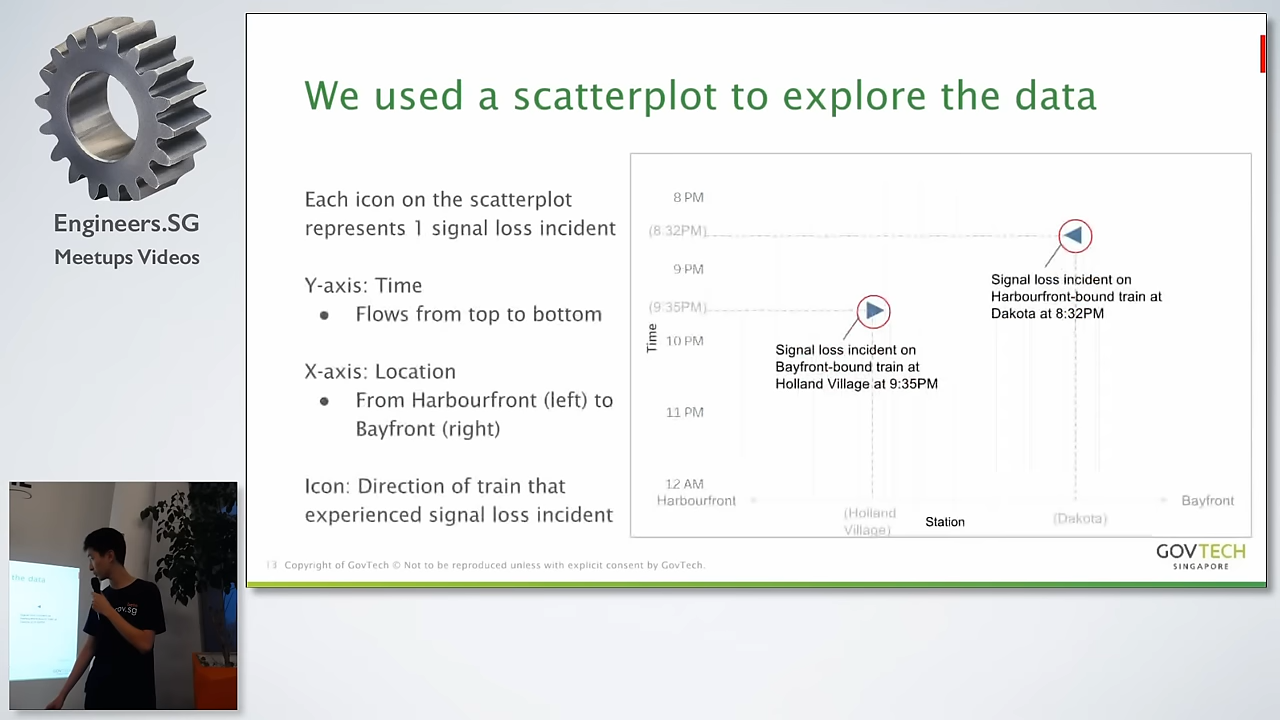 Engineers.SG
Meetups Videos
We used a scatterplot to explore the data
Each icon on the scatterplot
represents 1 signal loss incident
Y-axis: Time
● Flows from top to bottom
X-axis: Location
● From Harbourfront (left) to
Bayfront (right)
Icon: Direction of train that
experienced signal loss incident
8 PM
(8.32PM)
9 PM
(9.35PM)
10 PM
11 PM
12 AM
Time
Signal loss incident on
Harbourfront-bound train at
Dakota at 8:32PM
Signal loss incident on
Bayfront-bound train at
Holland Village at 9:35PM
Harbourfront
(Holland
Village)
Station
(Dakota)
Bayfront
13 Copyright of GovTech © Not to be reproduced unless with explicit consent by GovTech.
GOVTECH
SINGAPORE
the data
.sg